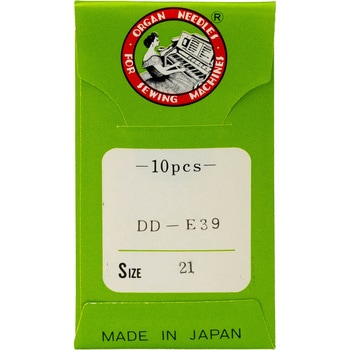 ORGAN NEEDLES
FOR SEWING MACHINES
®
-10pcs-
DD-E39
SIZE 21
MADE IN JAPAN